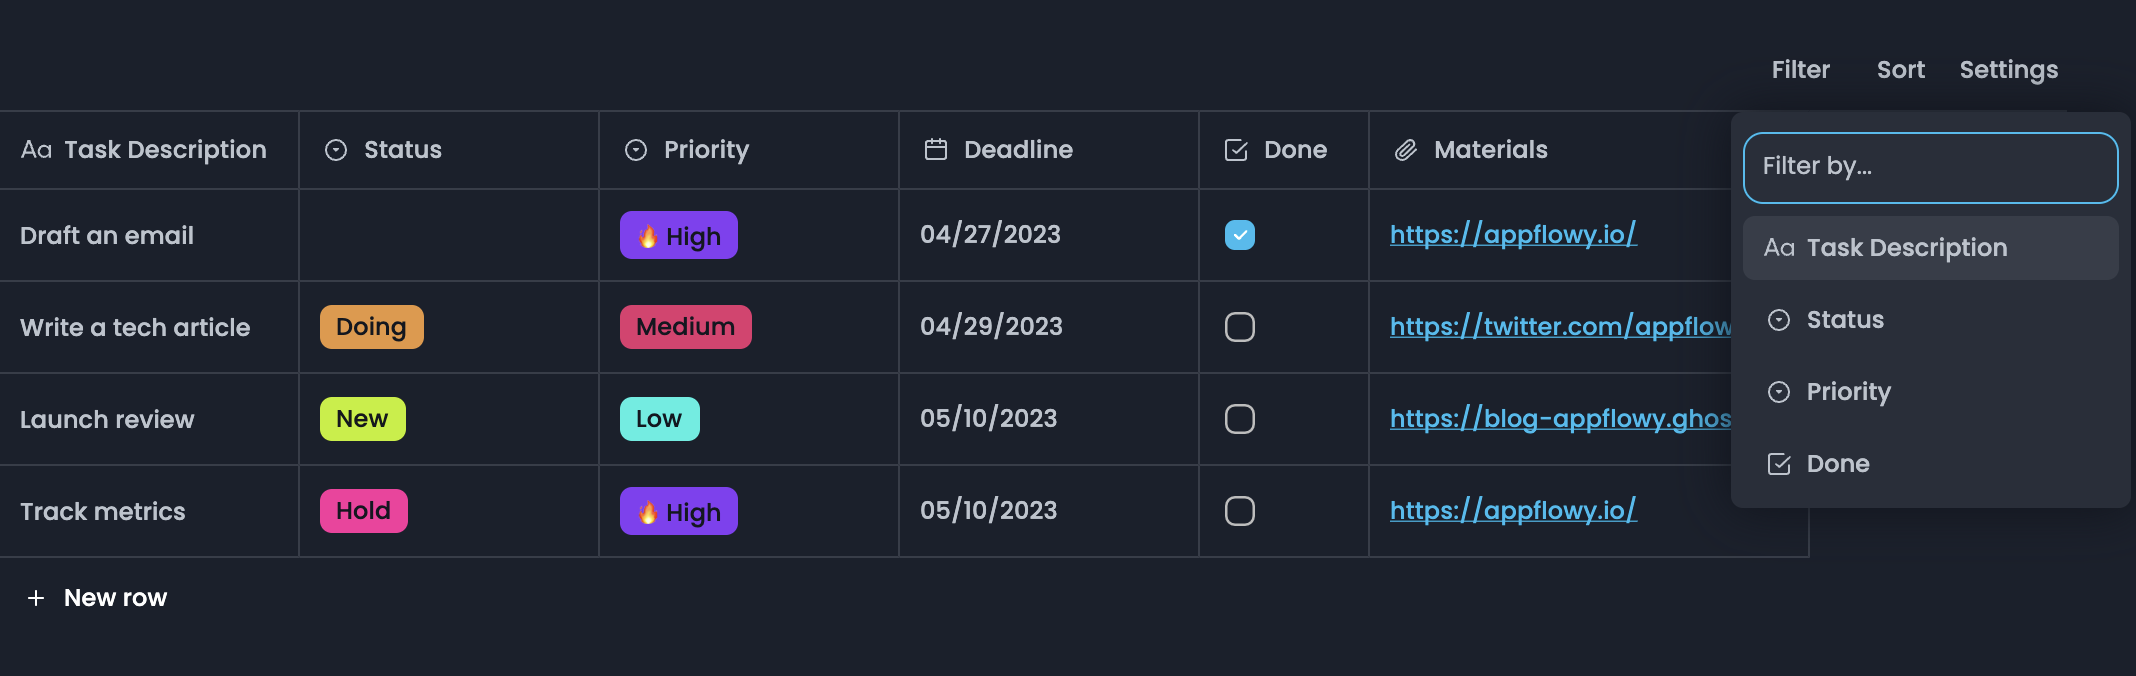 Filter Sort Settings
Aa Task Description Status Priority Deadline Done Materials
Filter by...
Draft an email High 04/27/2023 https://appflowy.io/
Aa Task Description
Write a tech article Doing Medium 04/29/2023 https://twitter.com/appflow
Status
Launch review New Low 05/10/2023 https://blog-appflowy.ghos
Priority
Done
Track metrics Hold High 05/10/2023 https://appflowy.io/
+ New row